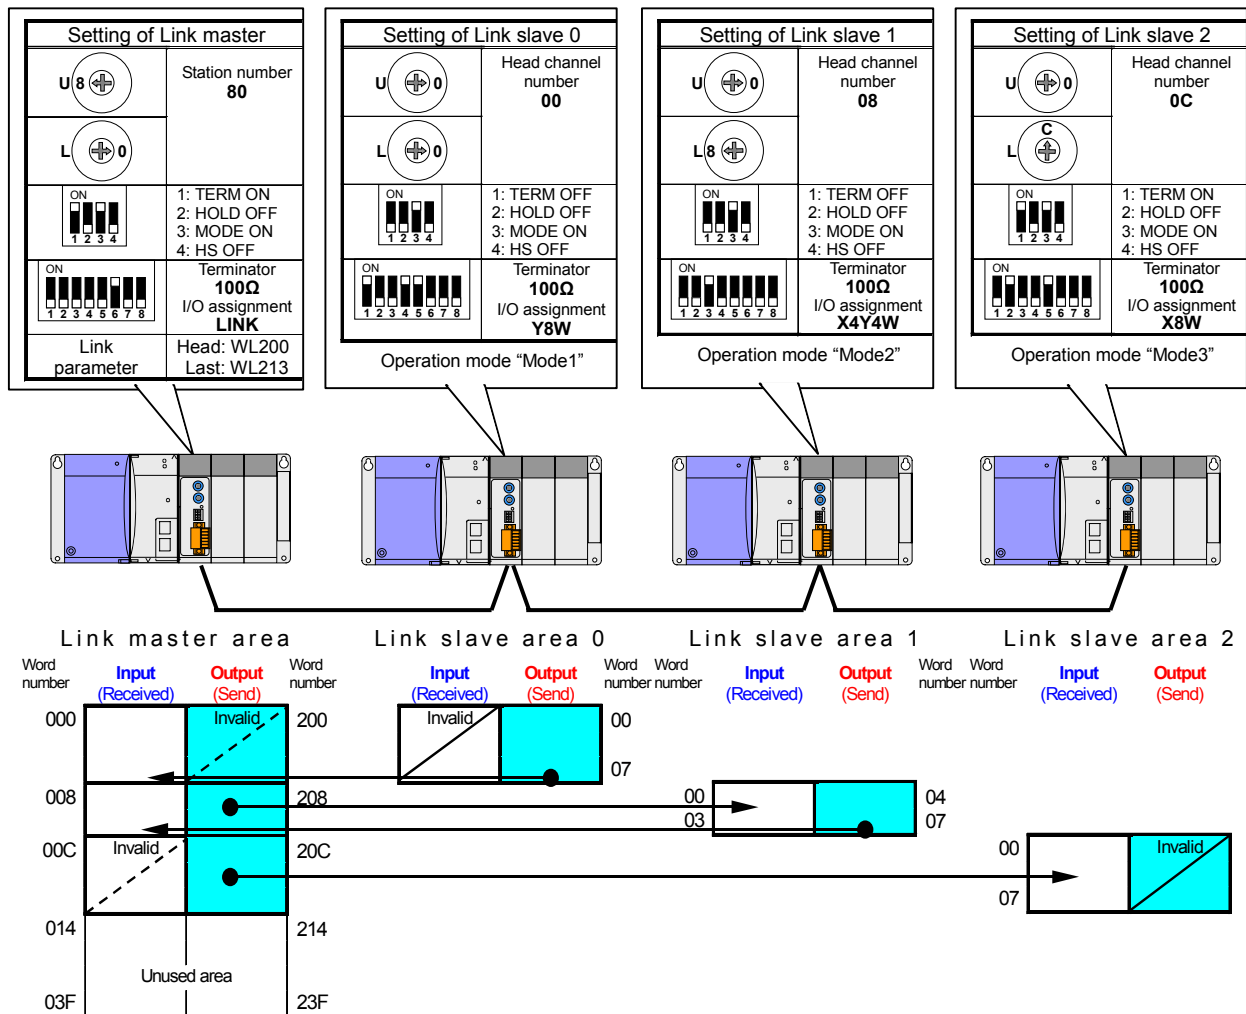 Setting of Link master
U 8
Station number
80
L 0
ON
1 2 3 4
1: TERM ON
2: HOLD OFF
3: MODE ON
4: HS OFF
ON
1 2 3 4 5 6 7 8
Terminator
100Ω
I/O assignment
LINK
Link
parameter
Head: WL200
Last: WL213
Setting of Link slave 0
U 0
Head channel
number
00
L 0
ON
1 2 3 4
1: TERM OFF
2: HOLD OFF
3: MODE ON
4: HS OFF
ON
1 2 3 4 5 6 7 8
Terminator
100Ω
I/O assignment
Y8W
Operation mode “Mode1”
Setting of Link slave 1
U 0
Head channel
number
08
L 8
ON
1 2 3 4
1: TERM OFF
2: HOLD OFF
3: MODE ON
4: HS OFF
ON
1 2 3 4 5 6 7 8
Terminator
100Ω
I/O assignment
X4Y4W
Operation mode “Mode2”
Setting of Link slave 2
U 0
Head channel
number
0C
C
L
ON
1 2 3 4
1: TERM ON
2: HOLD OFF
3: MODE ON
4: HS OFF
ON
1 2 3 4 5 6 7 8
Terminator
100Ω
I/O assignment
X8W
Operation mode “Mode3”
Link master area
Word
number
Input
(Received)
Output
(Send)
Word
number
000
Invalid
200
008
208
00C
Invalid
20C
014
214
Unused area
03F
23F
Link slave area 0
Input
(Received)
Output
(Send)
Word
number
Invalid
00
07
Link slave area 1
Word
number
Input
(Received)
Output
(Send)
Word
number
00
04
03
07
Link slave area 2
Word
number
Input
(Received)
Output
(Send)
00
Invalid
07